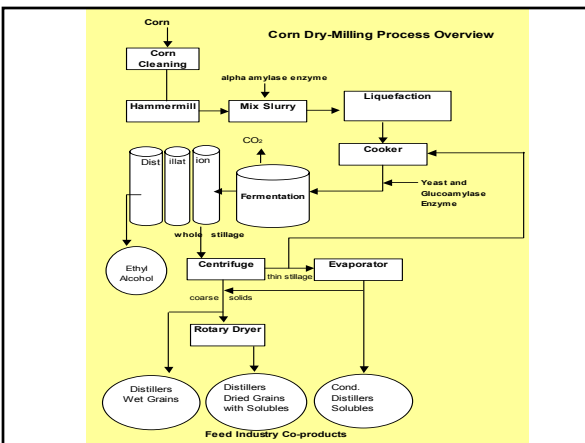 Corn
Corn Dry-Milling Process Overview
Corn
Cleaning
alpha amylase enzyme
Hammermill
Mix Slurry
Liquefaction
CO2
Cooker
Dist illat ion
Fermentation
Yeast and
Glucoamylase
Enzyme
whole stillage
Ethyl
Alcohol
Centrifuge
thin stillage
Evaporator
coarse solids
Rotary Dryer
Distillers
Wet Grains
Distillers
Dried Grains
with Solubles
Cond.
Distillers
Solubles
Feed Industry Co-products